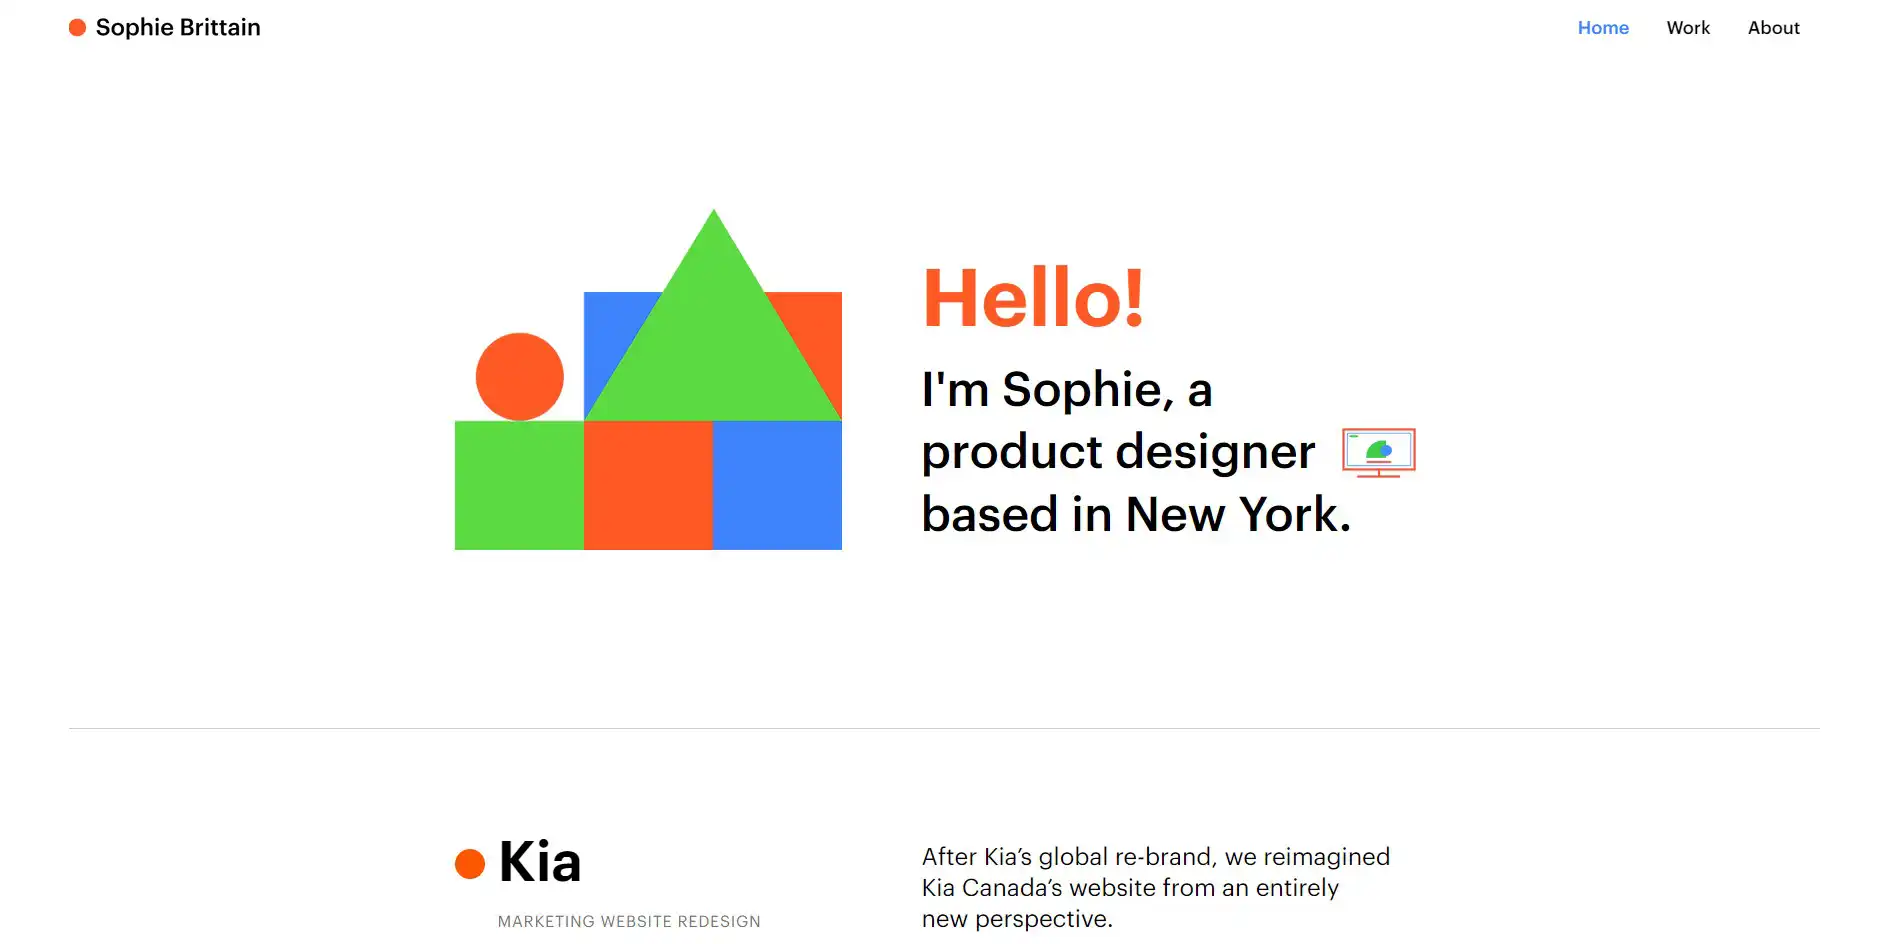 Sophie Brittain
Home Work About
Hello!
I'm Sophie, a
product designer
based in New York.
Kia
MARKETING WEBSITE REDESIGN
After Kia’s global re-brand, we reimagined
Kia Canada’s website from an entirely
new perspective.